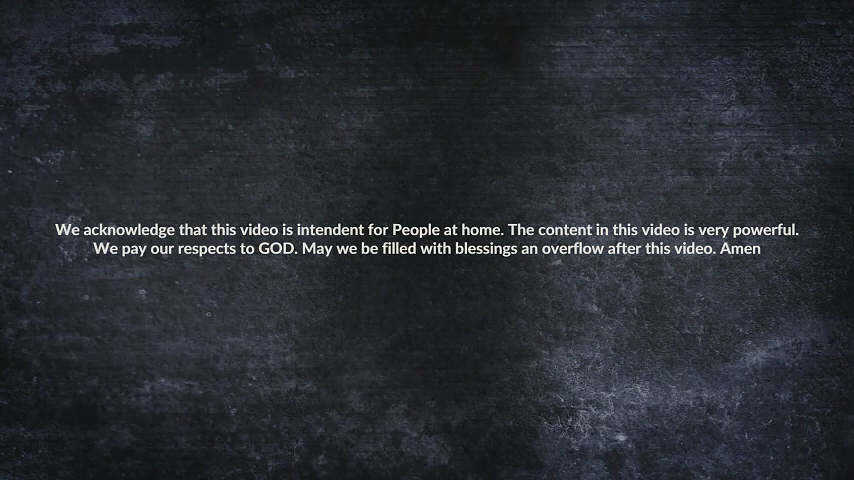 We acknowledge that this video is intendent for People at home. The content in this video is very powerful.
We pay our respects to GOD. May we be filled with blessings an overflow after this video. Amen